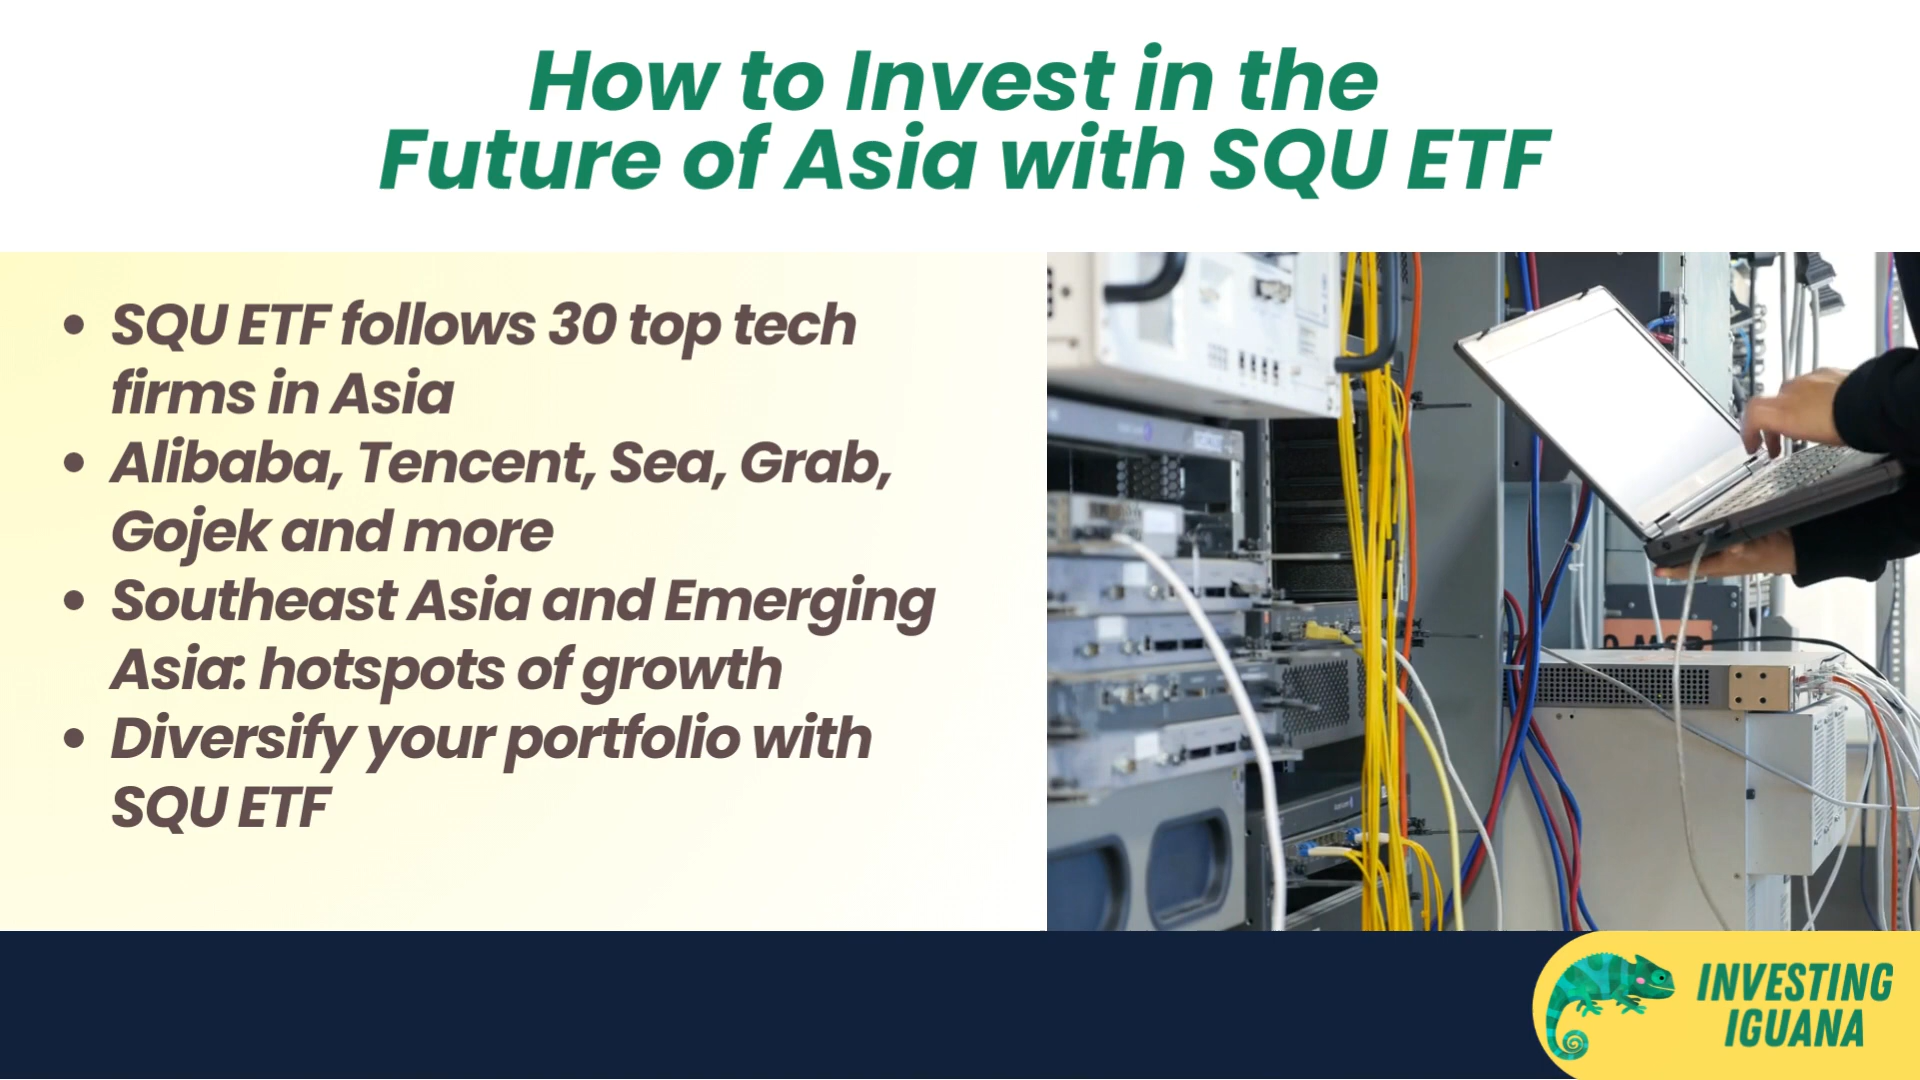 How to Invest in the
Future of Asia with SQU ETF
• SQU ETF follows 30 top tech
firms in Asia
• Alibaba, Tencent, Sea, Grab,
Gojek and more
• Southeast Asia and Emerging
Asia: hotspots of growth
• Diversify your portfolio with
SQU ETF
INVESTING
IGUANA